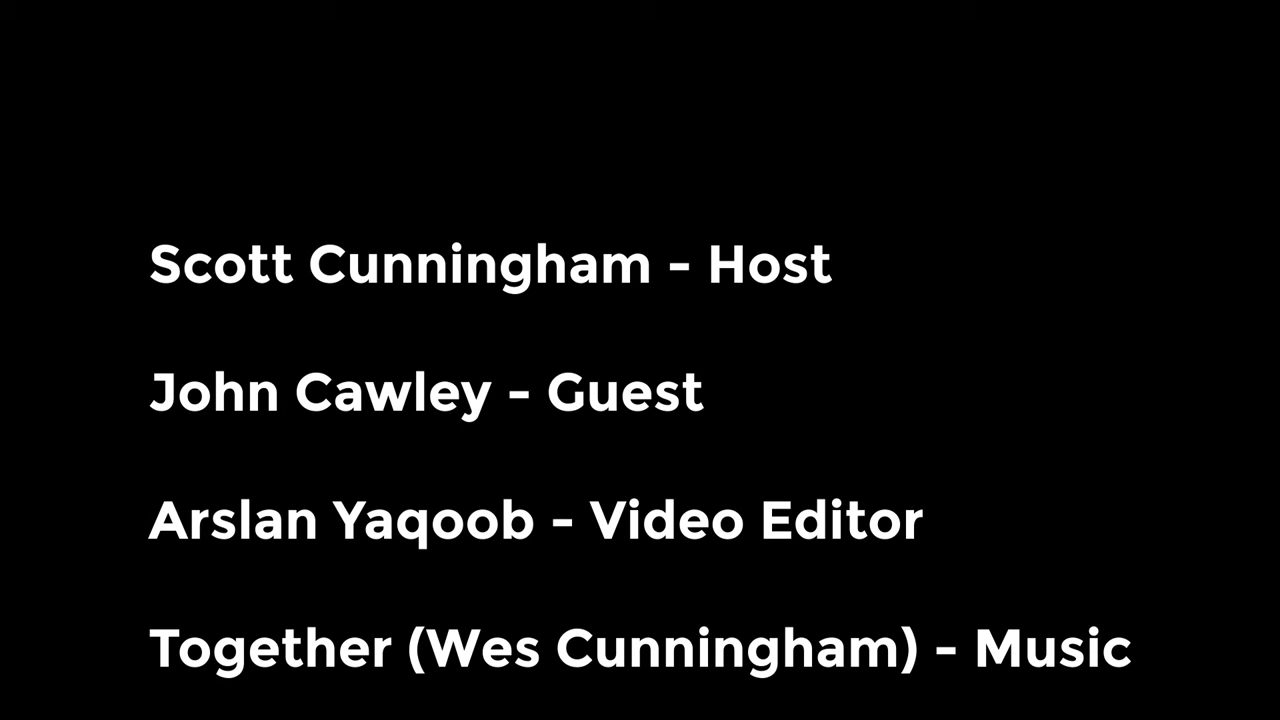 Scott Cunningham - Host
John Cawley - Guest
Arslan Yaqoob - Video Editor
Together (Wes Cunningham) - Music